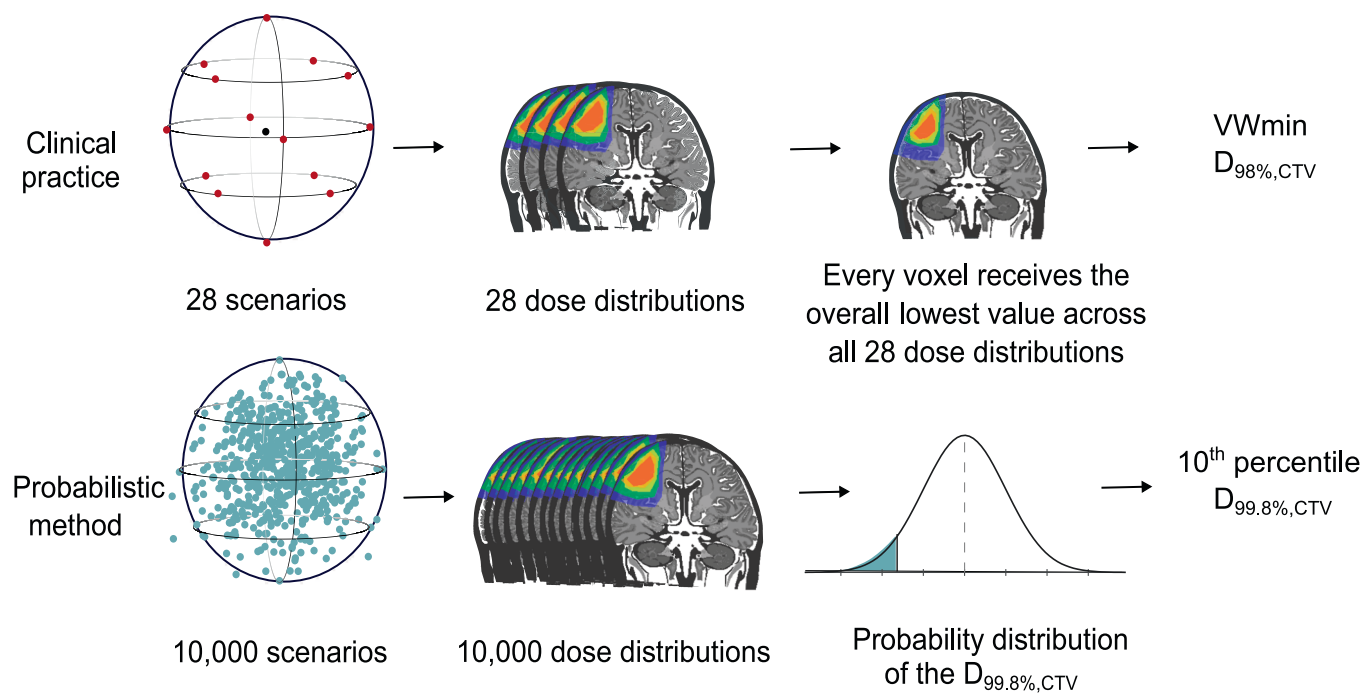 Clinical
practice
28 scenarios
28 dose distributions
Every voxel receives the
overall lowest value across
all 28 dose distributions
VWmin
D98%,CTV
Probabilistic
method
10,000 scenarios
10,000 dose distributions
Probability distribution
of the D99.8%,CTV
10th percentile
D99.8%,CTV